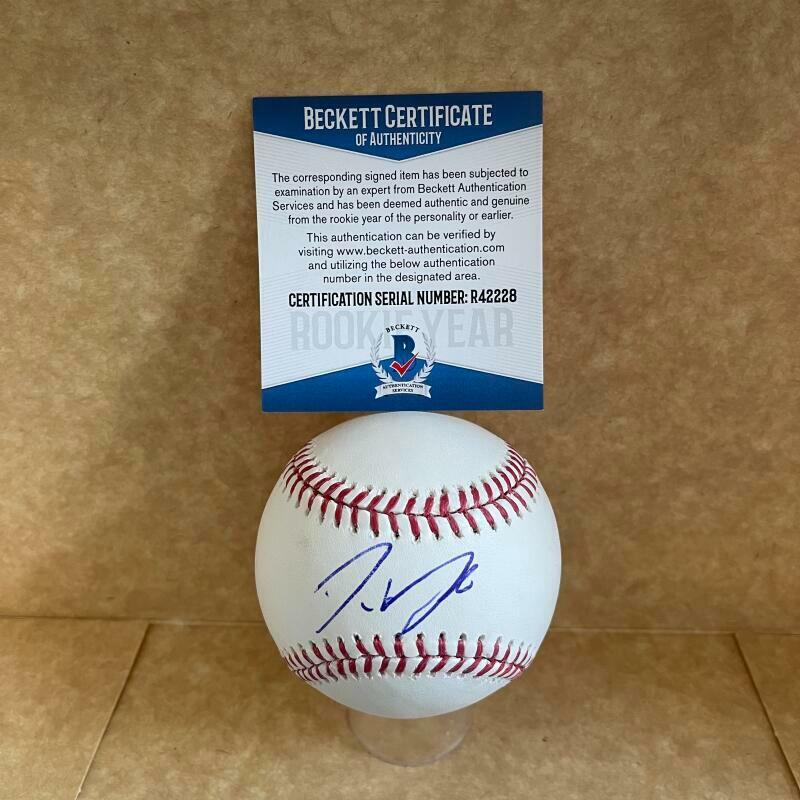 BECKETT CERTIFICATE
OF AUTHENTICITY
The corresponding signed item has been subjected to
examination by an expert from Beckett Authentication
Services and has been deemed authentic and genuine
from the rookie year of the personality or earlier.
This authentication can be verified by
visiting www.beckett-authentication.com
and utilizing the below authentication
number in the designated area.
CERTIFICATION SERIAL NUMBER: R42228
ROOKIE YEAR
BECKETT
B
AUTHENTICATION
SERVICES